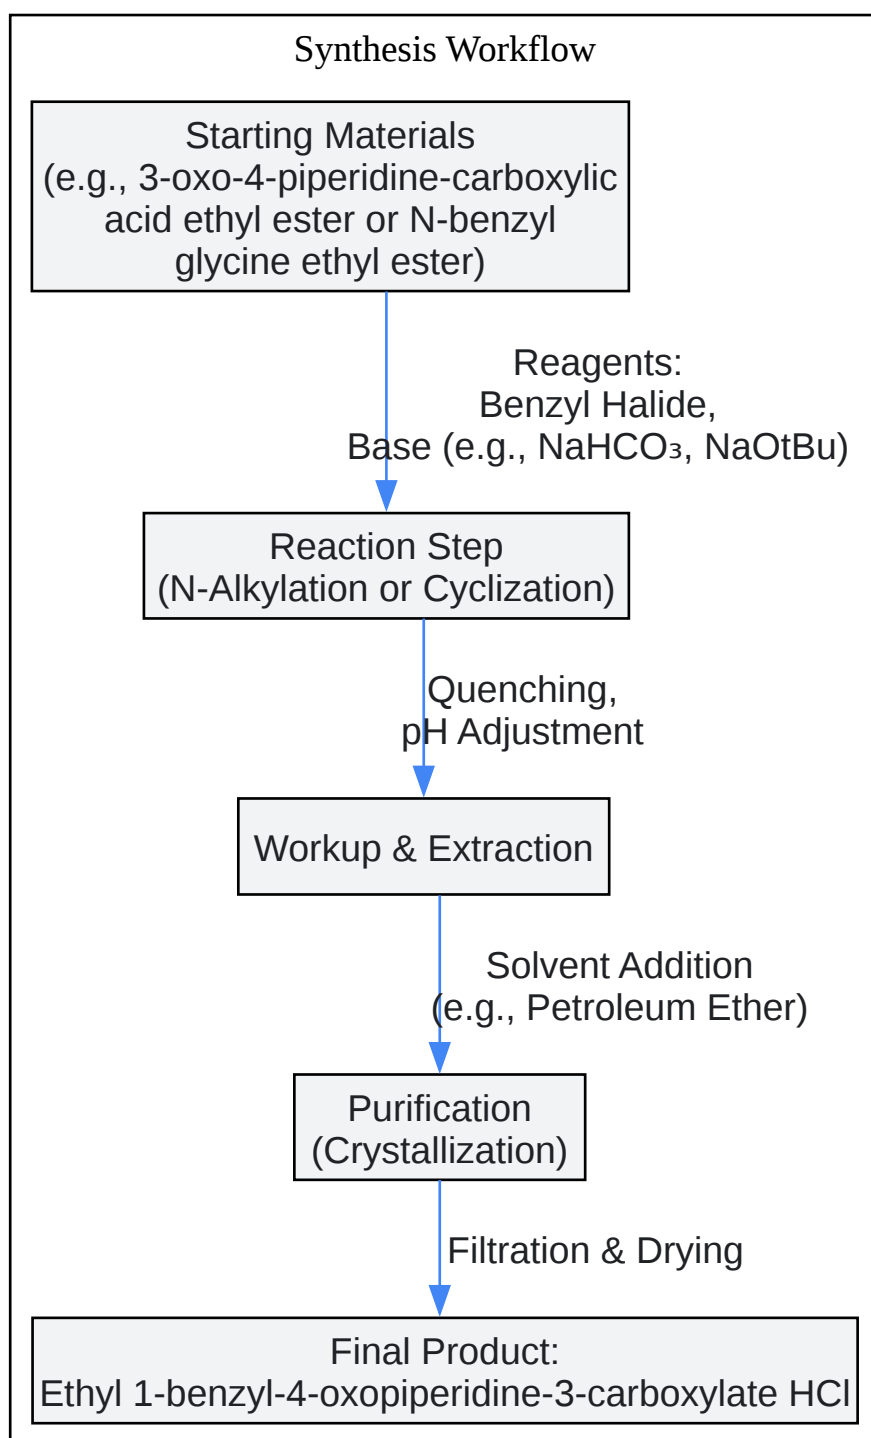 Synthesis Workflow
Starting Materials
(e.g., 3-oxo-4-piperidine-carboxylic
acid ethyl ester or N-benzyl
glycine ethyl ester)
Reagents:
Benzyl Halide,
Base (e.g., NaHCO₃, NaOtBu)
Reaction Step
(N-Alkylation or Cyclization)
Quenching,
pH Adjustment
Workup & Extraction
Solvent Addition
(e.g., Petroleum Ether)
Purification
(Crystallization)
Filtration & Drying
Final Product:
Ethyl 1-benzyl-4-oxopiperidine-3-carboxylate HCl